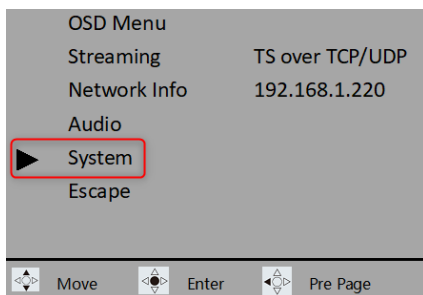 OSD Menu
Streaming TS over TCP/UDP
Network Info 192.168.1.220
Audio
System
Escape
Move Enter Pre Page